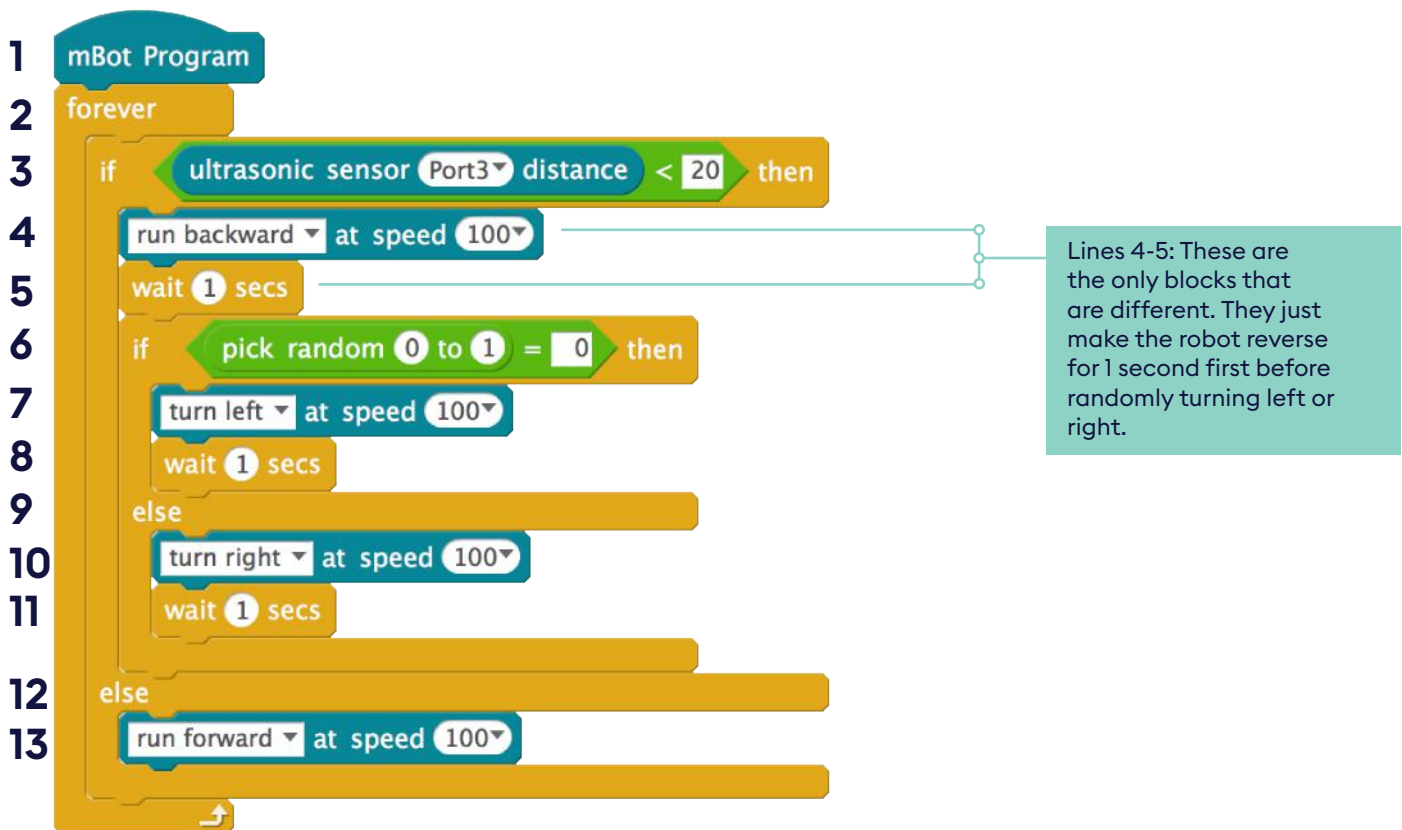 1 mBot Program
2 forever
3 if ultrasonic sensor Port3 distance < 20 then
4 run backward at speed 100
5 wait 1 secs
6 if pick random 0 to 1 = 0 then
7 turn left at speed 100
8 wait 1 secs
9 else
10 turn right at speed 100
11 wait 1 secs
12 else
13 run forward at speed 100
Lines 4-5: These are
the only blocks that
are different. They just
make the robot reverse
for 1 second first before
randomly turning left or
right.